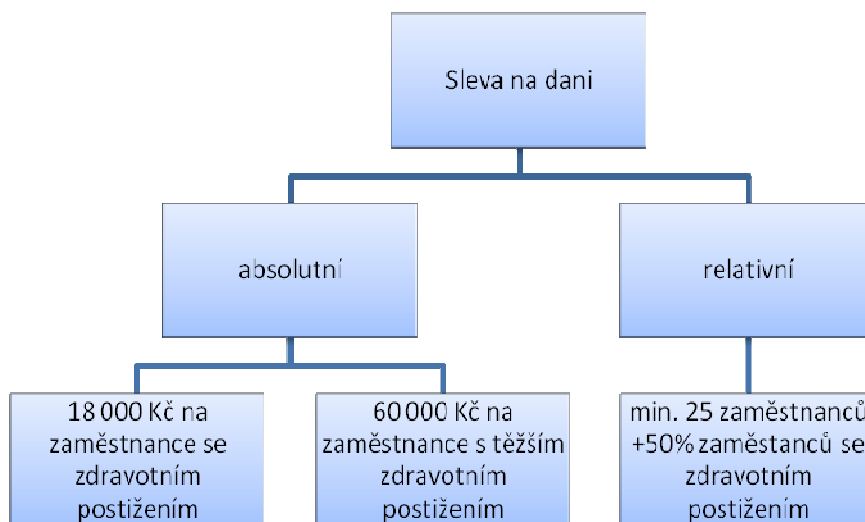 Sleva na dani
absolutní
relativní
18 000 Kč na
zaměstnance se
zdravotním
postižením
60 000 Kč na
zaměstnance s těžším
zdravotním
postižením
min. 25 zaměstnanců
+50% zaměstanců se
zdravotním
postižením